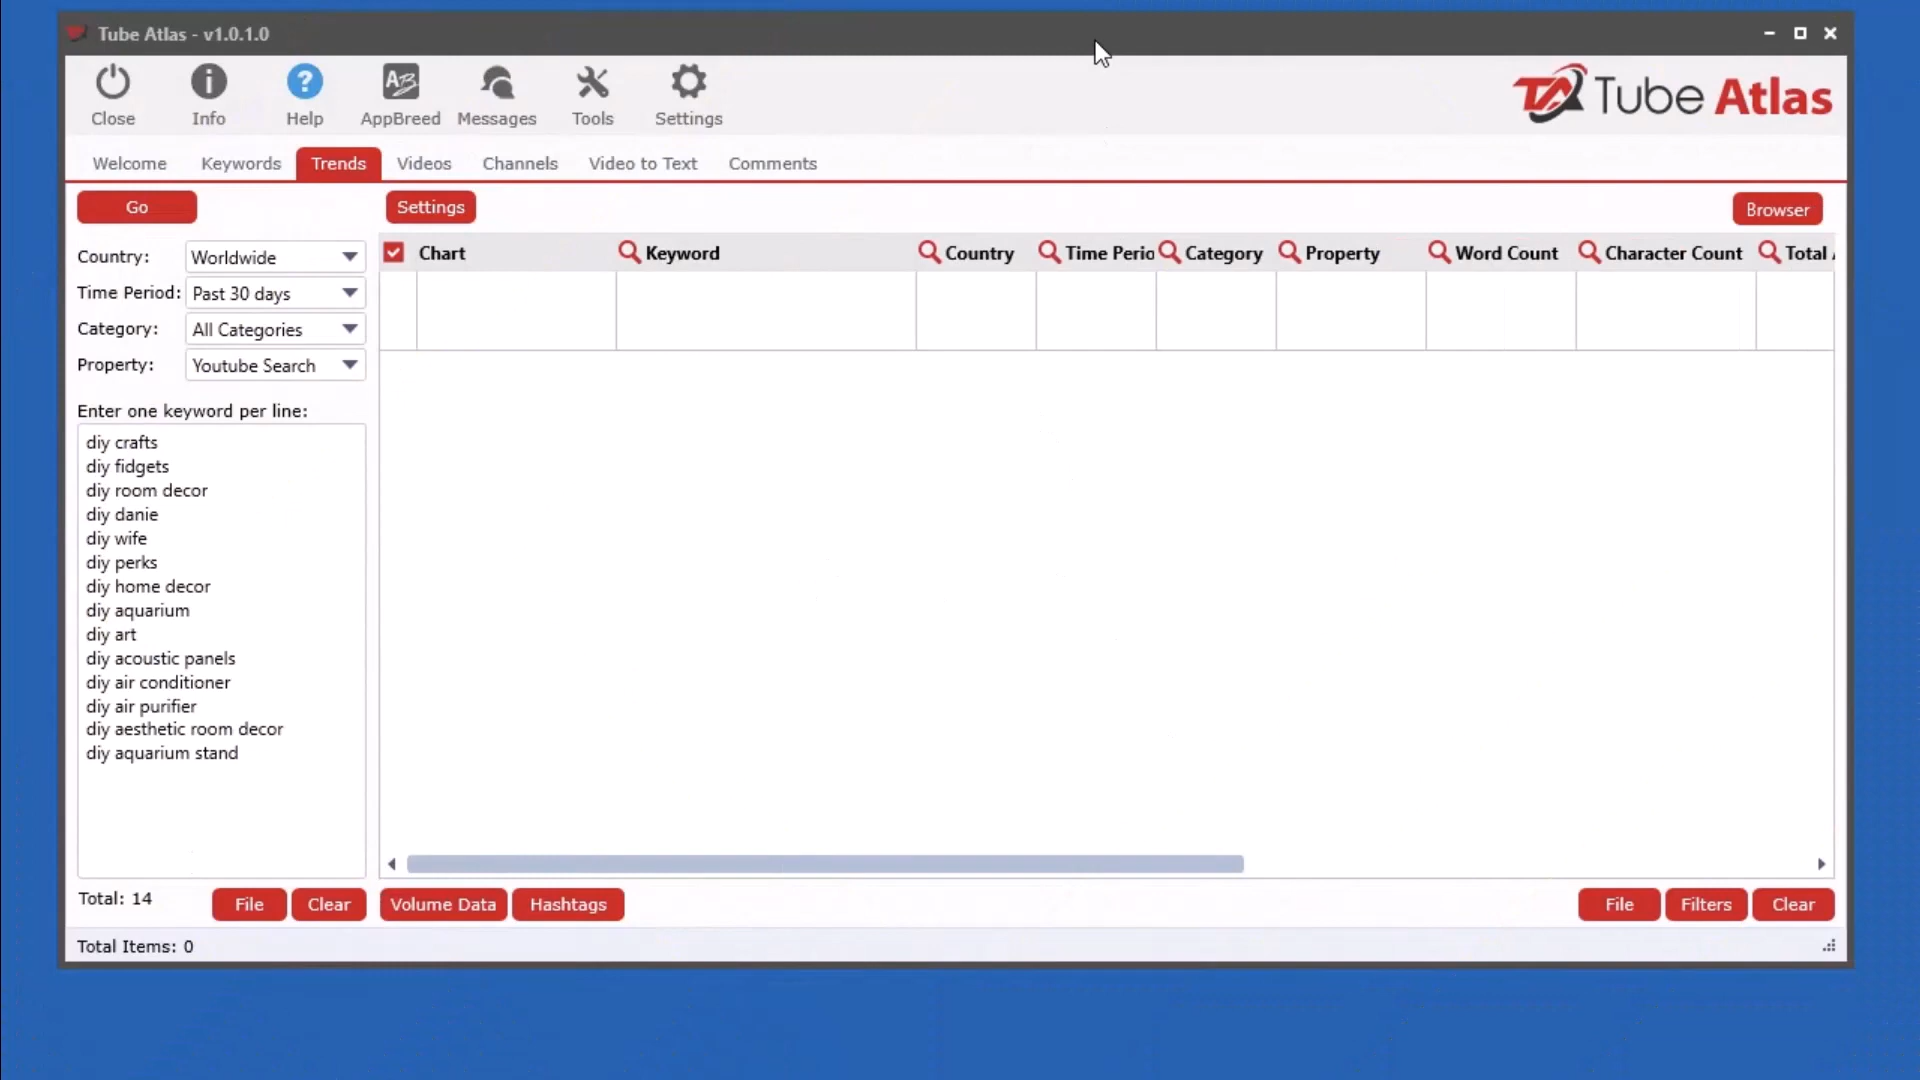 Tube Atlas - v1.0.1.0
Close
Info
Help
AppBreed
Messages
Tools
Settings
Tube Atlas
Welcome
Keywords
Trends
Videos
Channels
Video to Text
Comments
Go
Settings
Browser
Country: Worldwide
Time Period: Past 30 days
Category: All Categories
Property: Youtube Search
Chart
Keyword
Country
Time Perio
Category
Property
Word Count
Character Count
Total
Enter one keyword per line:
diy crafts
diy fidgets
diy room decor
diy danie
diy wife
diy perks
diy home decor
diy aquarium
diy art
diy acoustic panels
diy air conditioner
diy air purifier
diy aesthetic room decor
diy aquarium stand
Total: 14
File
Clear
Volume Data
Hashtags
File
Filters
Clear
Total Items: 0